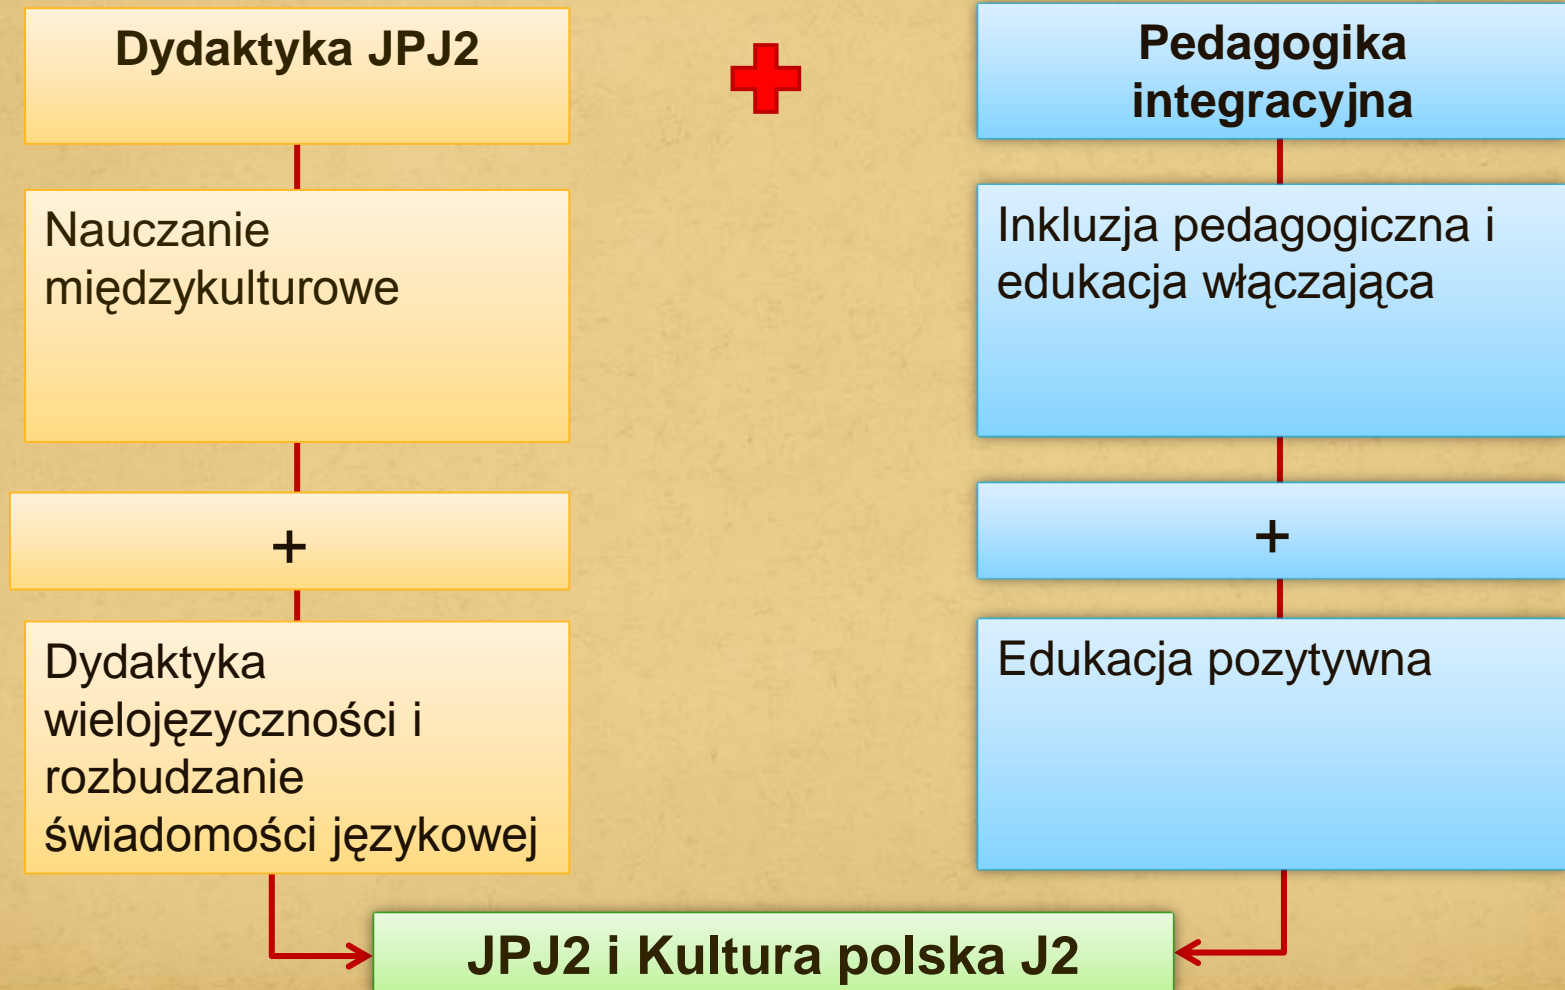 Dydaktyka JPJ2
Nauczanie
międzykulturowe
+
Dydaktyka
wielojęzyczności i
rozbudzanie
świadomości językowej
Pedagogika
integracyjna
Inkluzja pedagogiczna i
edukacja włączająca
+
Edukacja pozytywna
JPJ2 i Kultura polska J2